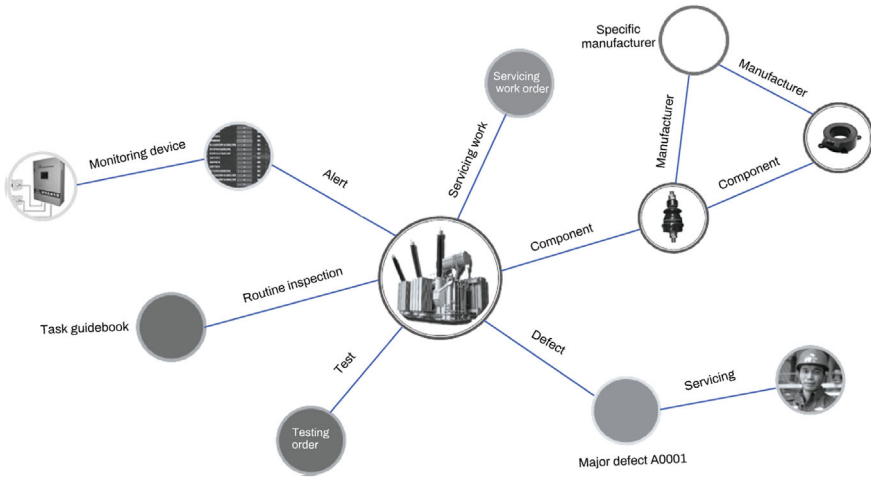 Specific
manufacturer
Manufacturer
Servicing
work order
Monitoring device
Servicing work
Manufacturer
Component
Alert
Component
Routine inspection
Task guidebook
Defect
Test
Servicing
Testing
order
Major defect A0001